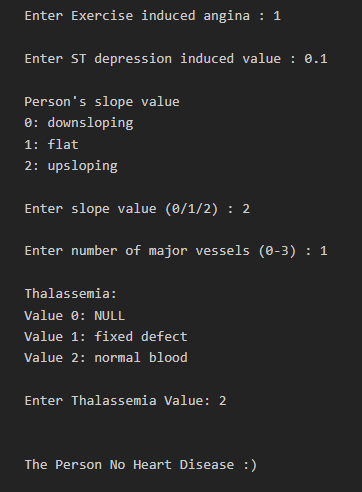 Enter Exercise induced angina : 1
Enter ST depression induced value : 0.1
Person's slope value
0: downsloping
1: flat
2: upsloping
Enter slope value (0/1/2) : 2
Enter number of major vessels (0-3) : 1
Thalassemia:
Value 0: NULL
Value 1: fixed defect
Value 2: normal blood
Enter Thalassemia Value: 2
The Person No Heart Disease :)